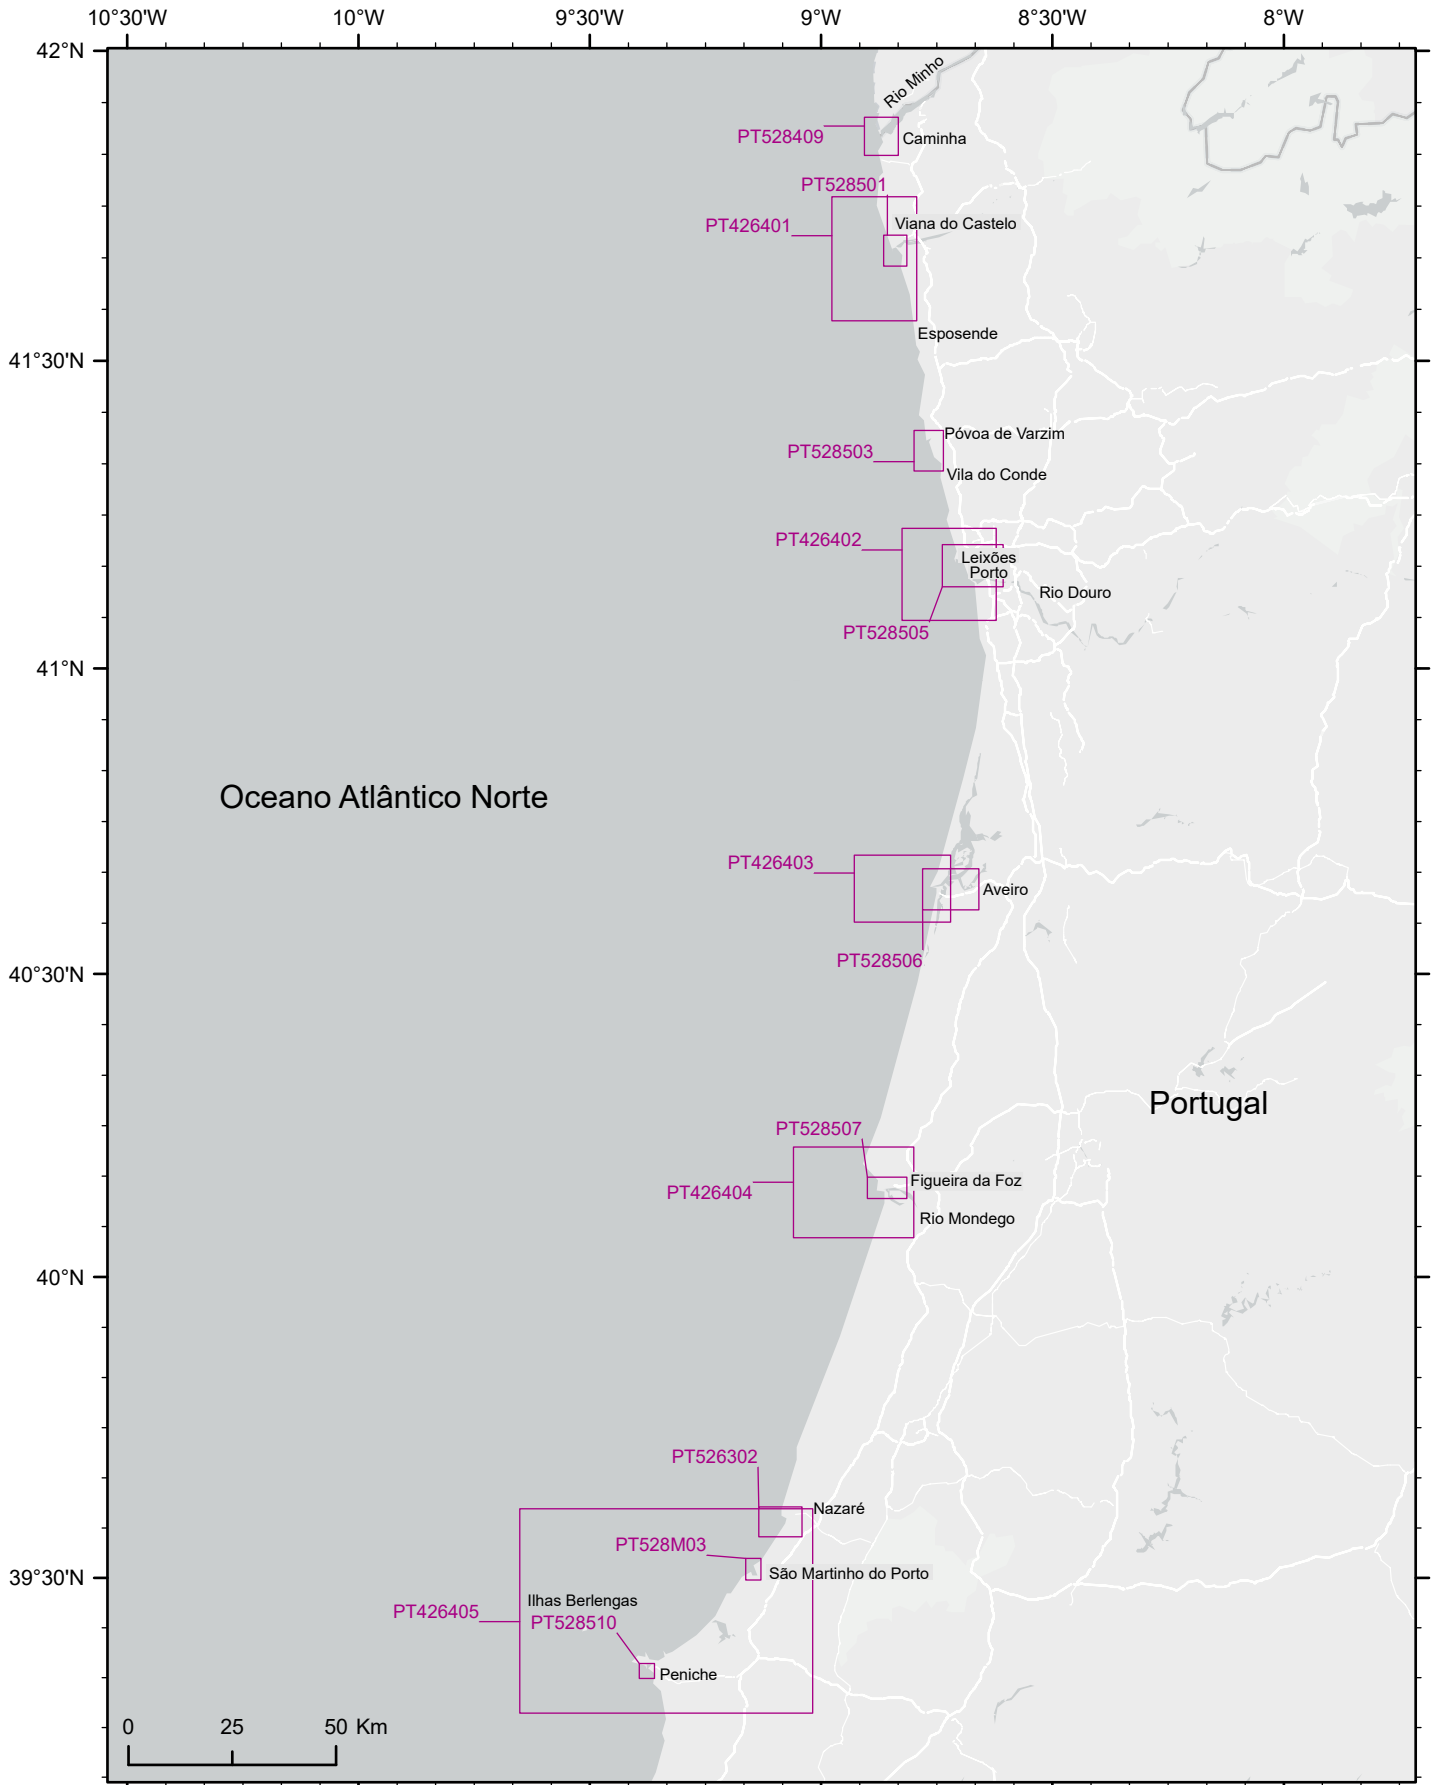 10°30'W
10°W
9°30'W
9°W
8°30'W
8°W
42°N
Rio Minho
PT528409
Caminha
PT528501
PT426401
Viana do Castelo
Esposende
41°30'N
Póvoa de Varzim
PT528503
Vila do Conde
PT426402
Leixões
Porto
Rio Douro
PT528505
41°N
Oceano Atlântico Norte
PT426403
Aveiro
PT528506
40°30'N
Portugal
PT528507
Figueira da Foz
PT426404
Rio Mondego
40°N
PT526302
Nazaré
PT528M03
São Martinho do Porto
39°30'N
Ilhas Berlengas
PT426405
PT528510
Peniche
0
25
50 Km